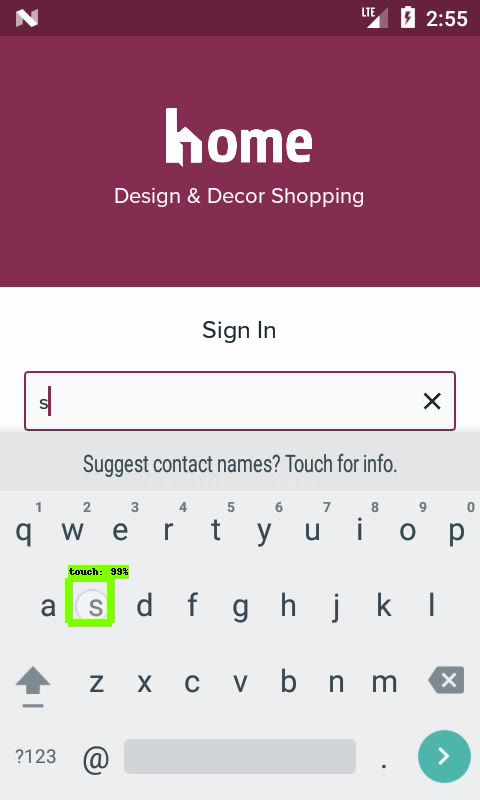 LTE 2:55
home
Design & Decor Shopping
Sign In
s
Suggest contact names? Touch for info.
1 2 3 4 5 6 7 8 9 0
q w e r t y u i o p
touch: 99%
a s d f g h j k l
z x c v b n m
?123 @ .